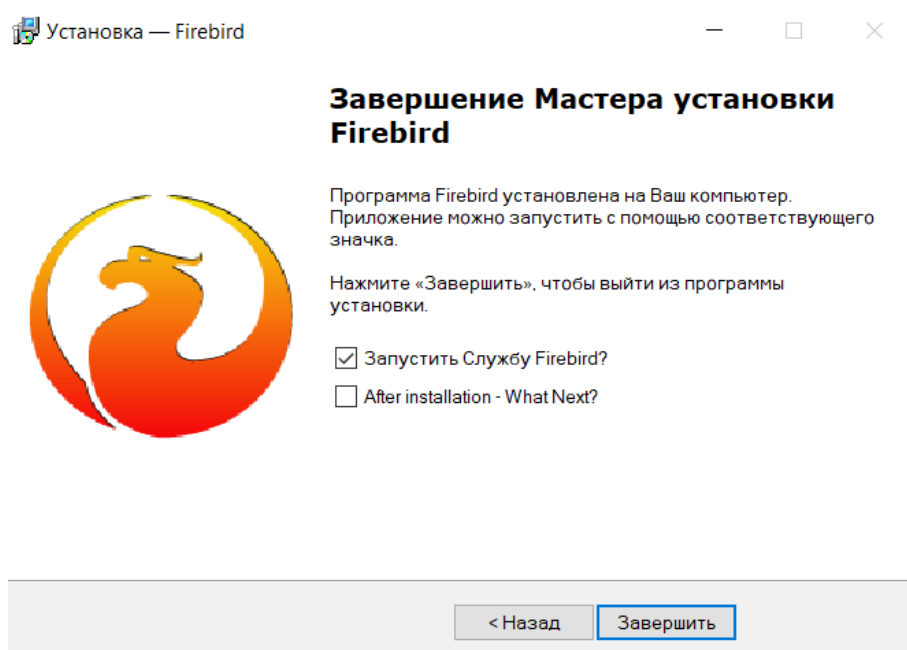 Установка — Firebird
Завершение Мастера установки
Firebird
Программа Firebird установлена на Ваш компьютер.
Приложение можно запустить с помощью соответствующего
значка.
Нажмите «Завершить», чтобы выйти из программы
установки.
Запустить Службу Firebird?
After installation - What Next?
< Назад
Завершить